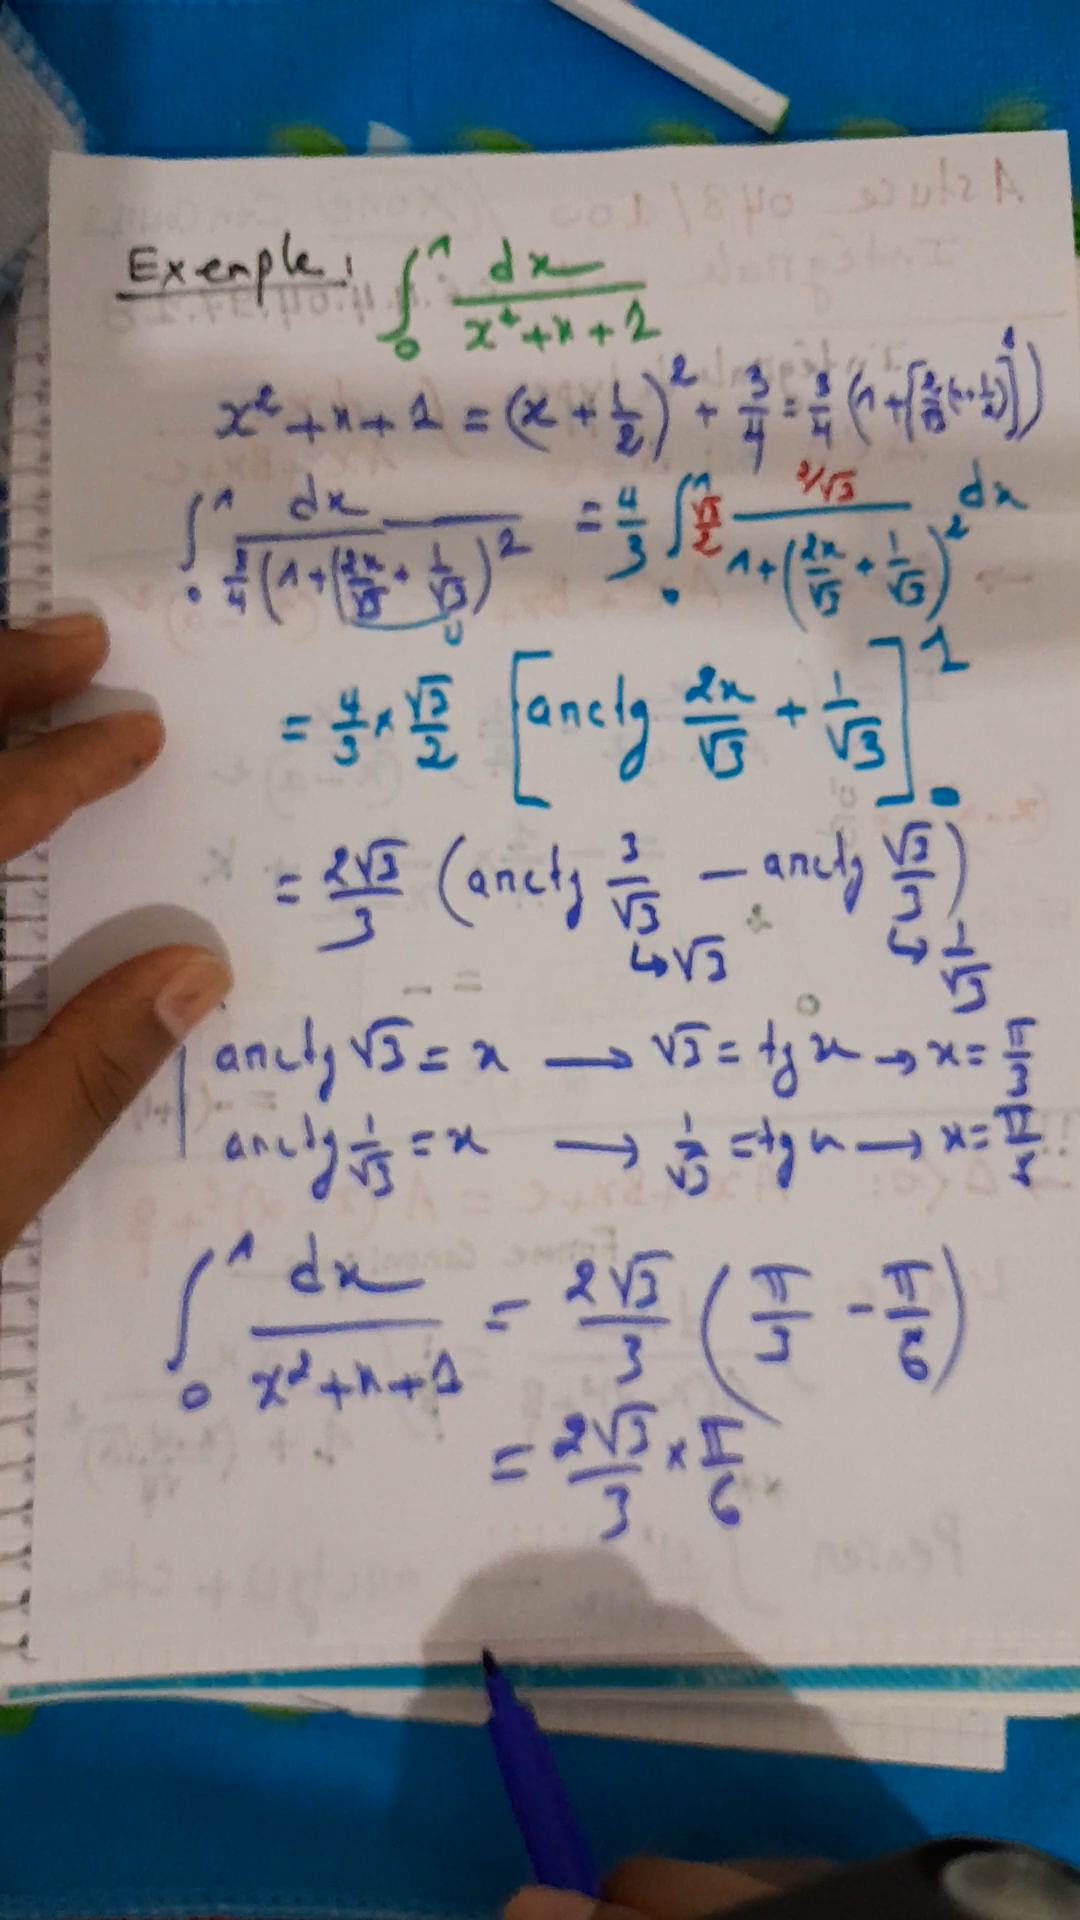 Exemple : ∫₀¹ dx / (x² + x + 1)
x² + x + 1 = (x + 1/2)² + 3/4 = 3/4 (1 + [2/√3 (x + 1/2)]²)
∫₀¹ dx / 3/4 (1 + (2x/√3 + 1/√3)² = 4/3 ∫₀¹ √3/2 2/√3 / 1 + (2x/√3 + 1/√3)² dx
= 4/3 × √3/2 [arctg 2x/√3 + 1/√3]₀¹
= 2√3/3 (arctg 3/√3 − arctg √3/3)
↳ √3 ↳ 1/√3
arctg √3 = x → √3 = tg x → x = π/3
arctg 1/√3 = x → 1/√3 = tg x → x =
∫₀¹ dx / (x² + x + 1) = 2√3/3 (π/3 − π/6)
= 2√3/3 × π/6